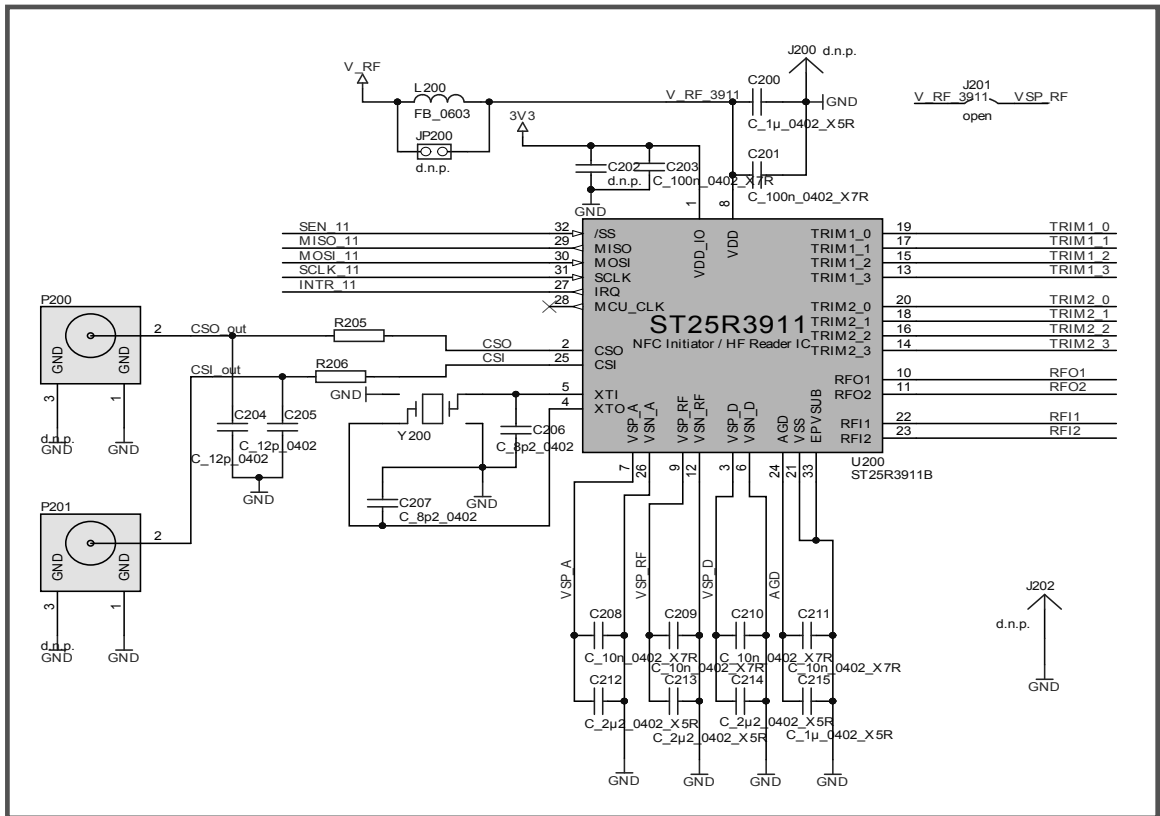 J200 d.n.p.
V_RF
L200
FB_0603
JP200
d.n.p.
V_RF_3911
C200
GND
C_1µ_0402_X5R
J201
V_RF_3911 VSP_RF
open
3V3
C202
d.n.p.
C203
C_100n_0402_X7R
C201
C_100n_0402_X7R
GND
1
8
VDD_IO
VDD
SEN_11 32 /SS
MISO_11 29 MISO
MOSI_11 30 MOSI
SCLK_11 31 SCLK
INTR_11 27 IRQ
28 MCU_CLK
TRIM1_0 19 TRIM1_0
TRIM1_1 17 TRIM1_1
TRIM1_2 15 TRIM1_2
TRIM1_3 13 TRIM1_3
TRIM2_0 20 TRIM2_0
TRIM2_1 18 TRIM2_1
TRIM2_2 16 TRIM2_2
TRIM2_3 14 TRIM2_3
ST25R3911
NFC Initiator / HF Reader IC
P200
GND
GND
2
3
1
d.n.p.
GND
GND
CSO_out
R205
CSO 2 CSO
CSI_out
R206
CSI 25 CSI
GND
5 XTI
4 XTO
Y200
C204
C_12p_0402
C205
C_12p_0402
GND
C206
C_8p2_0402
C207
C_8p2_0402
GND
RFO1 10 RFO1
RFO2 11 RFO2
RFI1 22 RFI1
RFI2 23 RFI2
VSP_A
VSN_A
VSP_RF
VSN_RF
VSP_D
VSN_D
AGD
VSS
EPVSUB
7
26
9
12
3
6
24
21
33
U200
ST25R3911B
P201
GND
GND
2
3
1
d.n.p.
GND
GND
VSP_A
VSP_RF
VSP_D
AGD
C208
C_10n_0402_X7R
C209
C_10n_0402_X7R
C210
C_10n_0402_X7R
C211
C_10n_0402_X7R
C212
C_2µ2_0402_X5R
C213
C_2µ2_0402_X5R
C214
C_2µ2_0402_X5R
C215
C_1µ_0402_X5R
GND
GND
GND
GND
J202
d.n.p.
GND